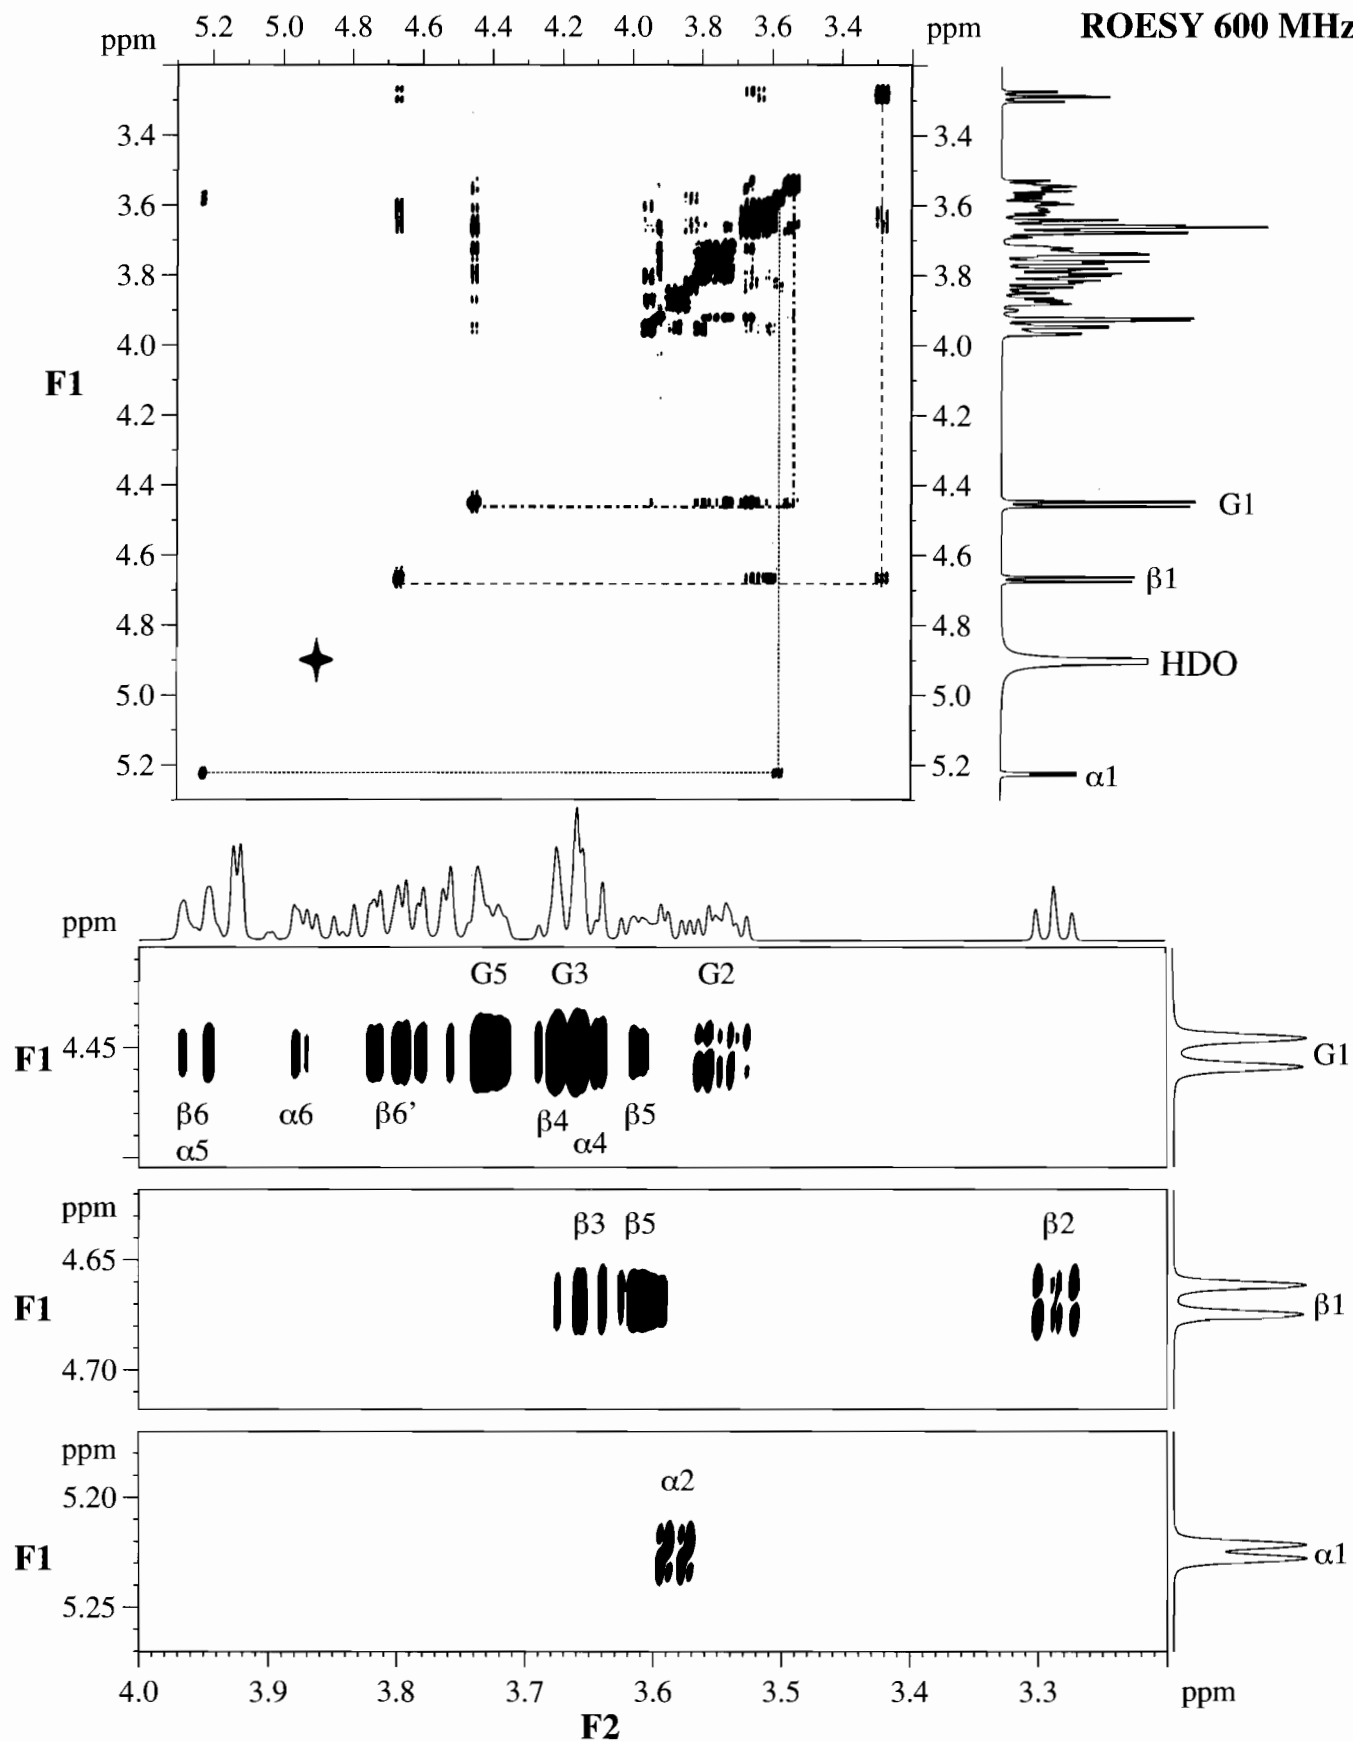 ROESY 600 MHz
ppm 5.2 5.0 4.8 4.6 4.4 4.2 4.0 3.8 3.6 3.4 ppm
3.4 3.4
3.6 3.6
3.8 3.8
4.0 4.0
F1
4.2 4.2
4.4 4.4
G1
4.6 4.6
β1
4.8 4.8
HDO
5.0 5.0
5.2 5.2
α1
ppm
G5 G3 G2
F1 4.45 G1
β6 α6 β6’ β4 β5
α5 α4
ppm
β3 β5 β2
4.65
F1 β1
4.70
ppm
α2
5.20
F1 α1
5.25
4.0 3.9 3.8 3.7 3.6 3.5 3.4 3.3 ppm
F2